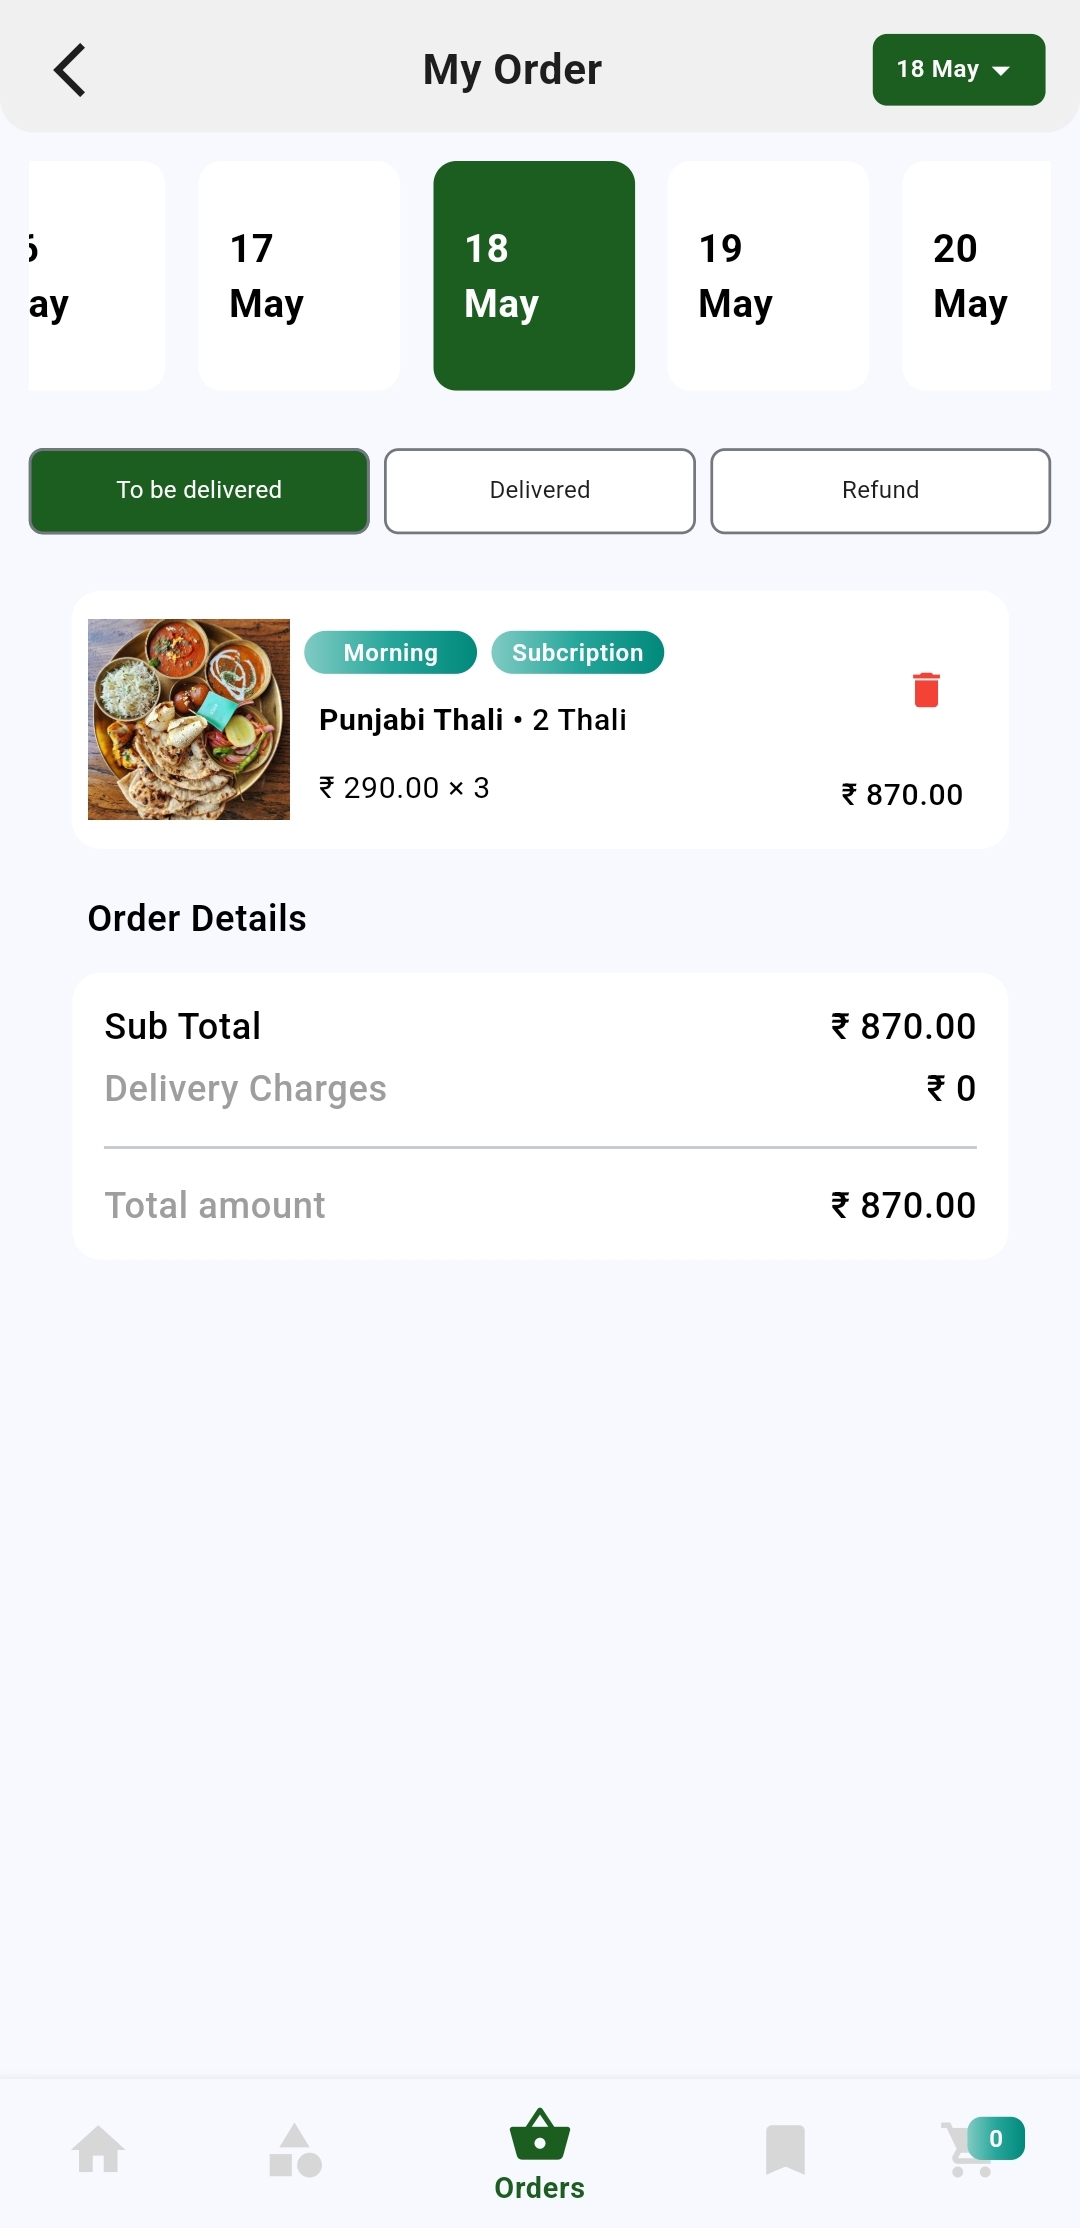 My Order
18 May
6
ay
17
May
18
May
19
May
20
May
To be delivered
Delivered
Refund
Morning
Subcription
Punjabi Thali • 2 Thali
₹ 290.00 × 3
₹ 870.00
Order Details
Sub Total
₹ 870.00
Delivery Charges
₹ 0
Total amount
₹ 870.00
0
Orders